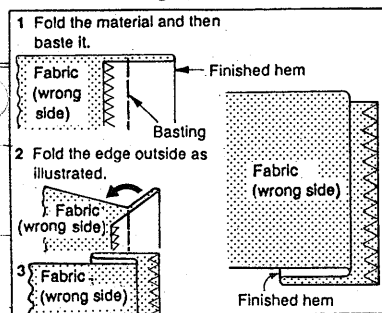 1 Fold the material and then
baste it.
Fabric
(wrong
side)
Finished hem
Basting
2 Fold the edge outside as
illustrated.
Fabric
(wrong side)
3
Fabric
(wrong side)
Fabric
(wrong side)
Finished hem